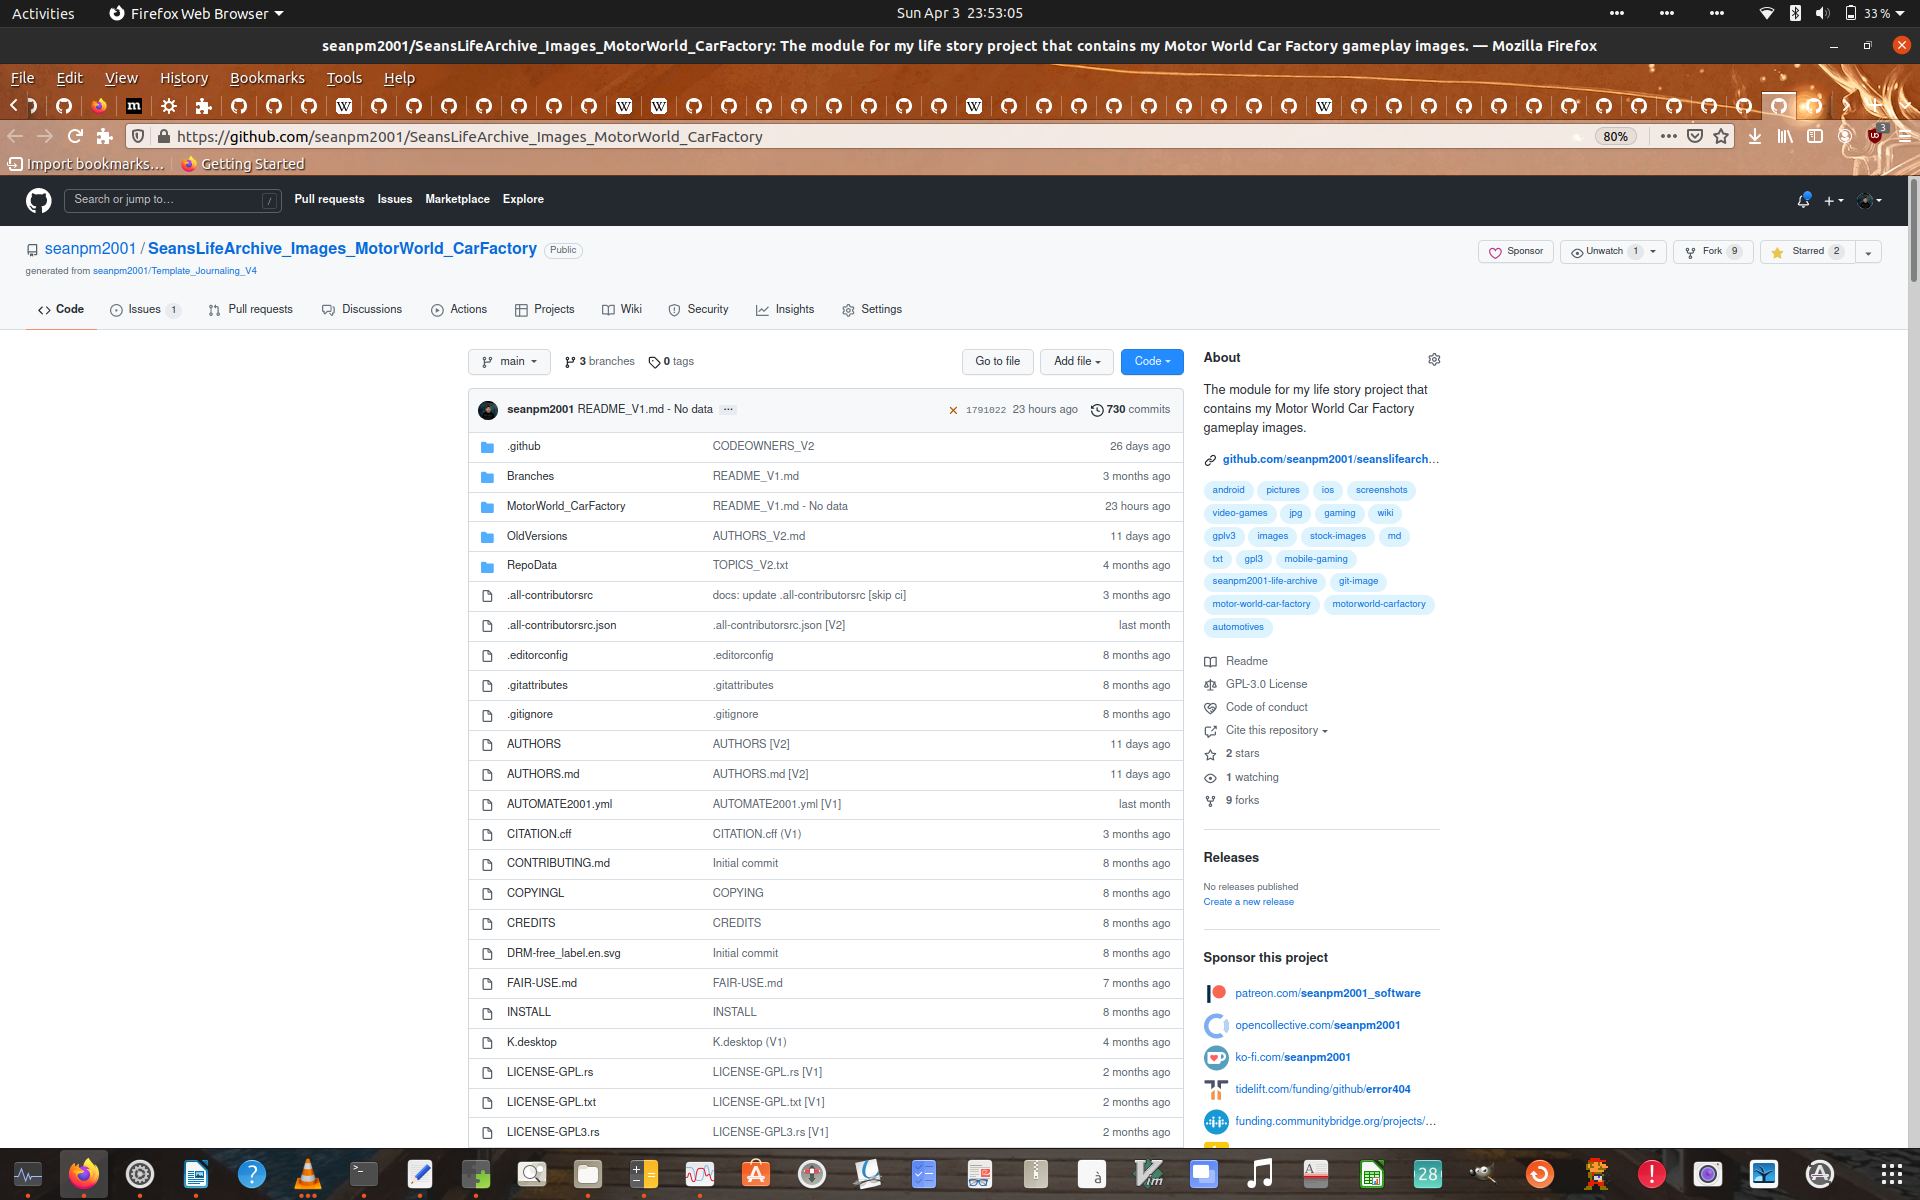 Activities Firefox Web Browser Sun Apr 3 23:53:05 33 %
seanpm2001/SeansLifeArchive_Images_MotorWorld_CarFactory: The module for my life story project that contains my Motor World Car Factory gameplay images. — Mozilla Firefox
File Edit View History Bookmarks Tools Help
https://github.com/seanpm2001/SeansLifeArchive_Images_MotorWorld_CarFactory 80% 3
Import bookmarks... Getting Started
Search or jump to... / Pull requests Issues Marketplace Explore
seanpm2001 / SeansLifeArchive_Images_MotorWorld_CarFactory Public Sponsor Unwatch 1 Fork 9 Starred 2
generated from seanpm2001/Template_Journaling_V4
Code Issues 1 Pull requests Discussions Actions Projects Wiki Security Insights Settings
main 3 branches 0 tags Go to file Add file Code
seanpm2001 README_V1.md - No data ... 1791022 23 hours ago 730 commits
.github CODEOWNERS_V2 26 days ago
Branches README_V1.md 3 months ago
MotorWorld_CarFactory README_V1.md - No data 23 hours ago
OldVersions AUTHORS_V2.md 11 days ago
RepoData TOPICS_V2.txt 4 months ago
.all-contributorsrc docs: update .all-contributorsrc [skip ci] 3 months ago
.all-contributorsrc.json .all-contributorsrc.json [V2] last month
.editorconfig .editorconfig 8 months ago
.gitattributes .gitattributes 8 months ago
.gitignore .gitignore 8 months ago
AUTHORS AUTHORS [V2] 11 days ago
AUTHORS.md AUTHORS.md [V2] 11 days ago
AUTOMATE2001.yml AUTOMATE2001.yml [V1] last month
CITATION.cff CITATION.cff (V1) 3 months ago
CONTRIBUTING.md Initial commit 8 months ago
COPYINGL COPYING 8 months ago
CREDITS CREDITS 8 months ago
DRM-free_label.en.svg Initial commit 8 months ago
FAIR-USE.md FAIR-USE.md 7 months ago
INSTALL INSTALL 8 months ago
K.desktop K.desktop (V1) 4 months ago
LICENSE-GPL.rs LICENSE-GPL.rs [V1] 2 months ago
LICENSE-GPL.txt LICENSE-GPL.txt [V1] 2 months ago
LICENSE-GPL3.rs LICENSE-GPL3.rs [V1] 2 months ago
About
The module for my life story project that
contains my Motor World Car Factory
gameplay images.
github.com/seanpm2001/seanslifearch...
android pictures ios screenshots
video-games jpg gaming wiki
gplv3 images stock-images md
txt gpl3 mobile-gaming
seanpm2001-life-archive git-image
motor-world-car-factory motorworld-carfactory
automotives
Readme
GPL-3.0 License
Code of conduct
Cite this repository
2 stars
1 watching
9 forks
Releases
No releases published
Create a new release
Sponsor this project
patreon.com/seanpm2001_software
opencollective.com/seanpm2001
ko-fi.com/seanpm2001
tidelift.com/funding/github/error404
funding.communitybridge.org/projects/...
28